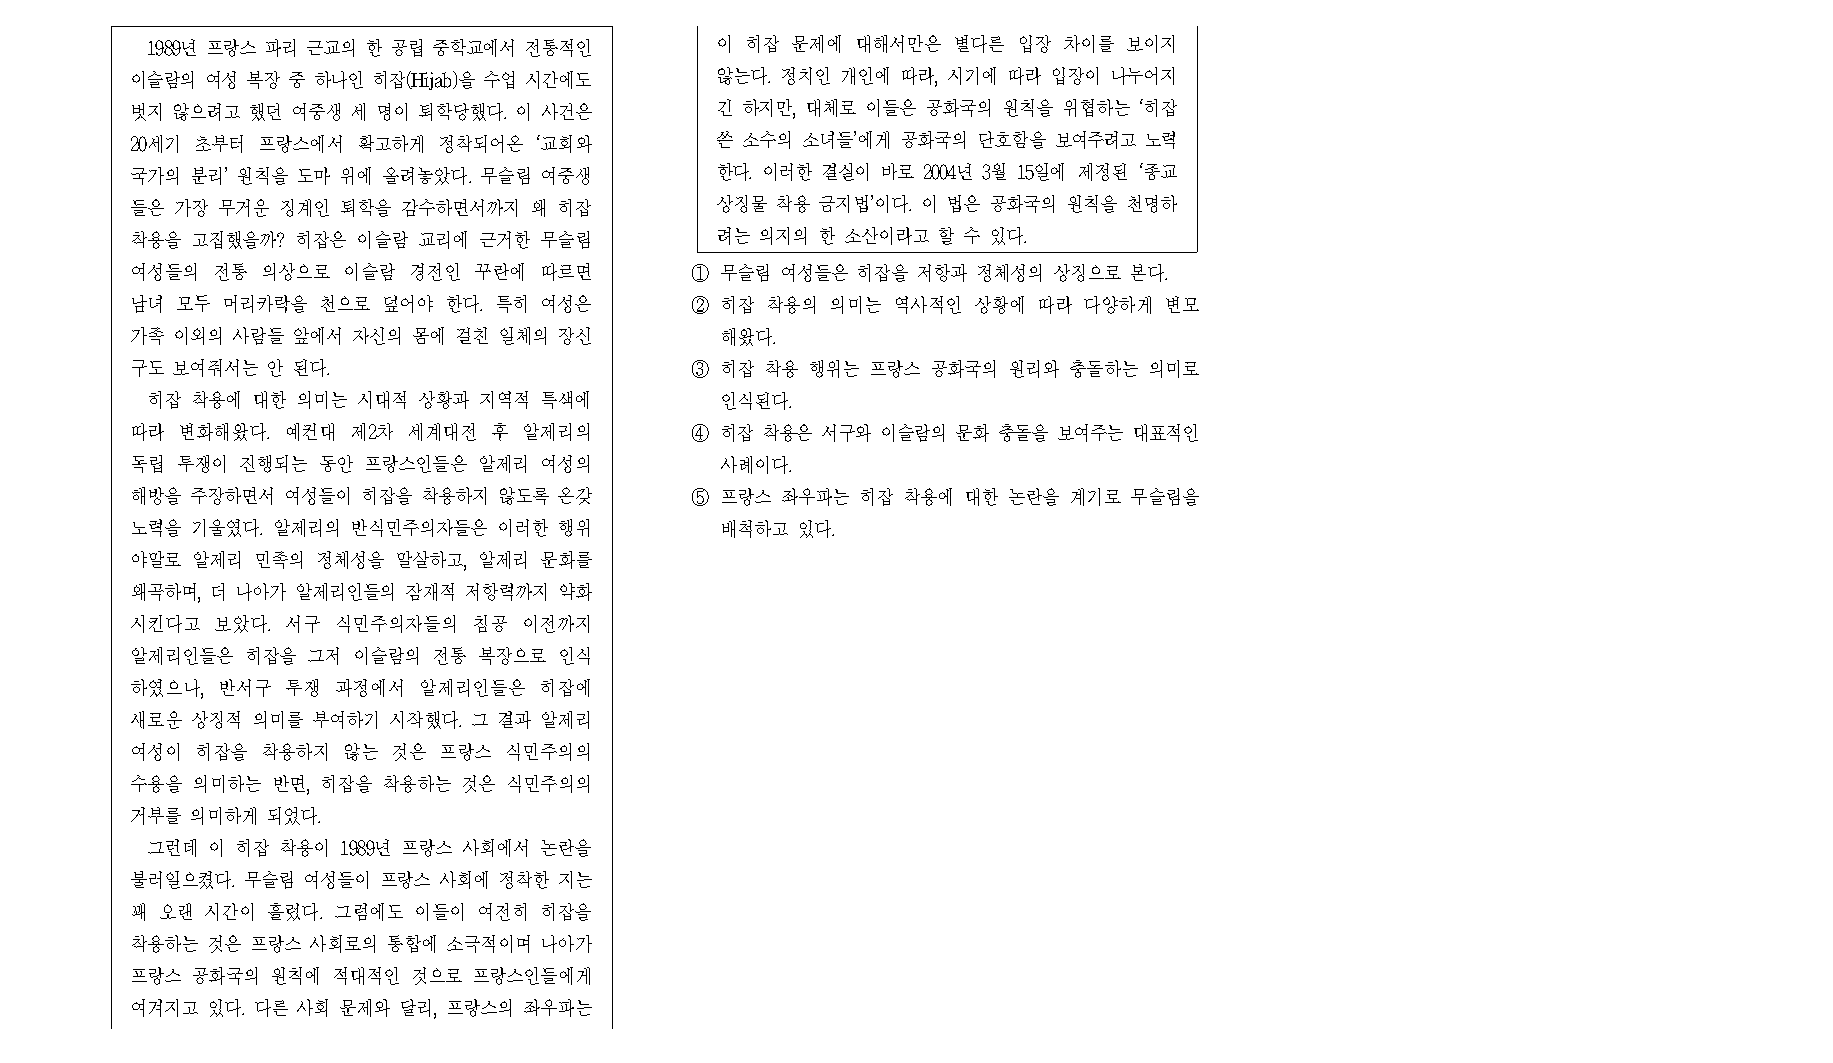 1989년 프랑스 파리 근교의 한 공립 중학교에서 전통적인
이슬람의 여성 복장 중 하나인 히잡(Hijab)을 수업 시간에도
벗지 않으려고 했던 여중생 세 명이 퇴학당했다. 이 사건은
20세기 초부터 프랑스에서 확고하게 정착되어온 ‘교회와
국가의 분리’ 원칙을 도마 위에 올려놓았다. 무슬림 여중생
들은 가장 무거운 징계인 퇴학을 감수하면서까지 왜 히잡
착용을 고집했을까? 히잡은 이슬람 교리에 근거한 무슬림
여성들의 전통 의상으로 이슬람 경전인 꾸란에 따르면
남녀 모두 머리카락을 천으로 덮어야 한다. 특히 여성은
가족 이외의 사람들 앞에서 자신의 몸에 걸친 일체의 장신
구도 보여줘서는 안 된다.
히잡 착용에 대한 의미는 시대적 상황과 지역적 특색에
따라 변화해왔다. 예컨대 제2차 세계대전 후 알제리의
독립 투쟁이 진행되는 동안 프랑스인들은 알제리 여성의
해방을 주장하면서 여성들이 히잡을 착용하지 않도록 온갖
노력을 기울였다. 알제리의 반식민주의자들은 이러한 행위
야말로 알제리 민족의 정체성을 말살하고, 알제리 문화를
왜곡하며, 더 나아가 알제리인들의 잠재적 저항력까지 약화
시킨다고 보았다. 서구 식민주의자들의 침공 이전까지
알제리인들은 히잡을 그저 이슬람의 전통 복장으로 인식
하였으나, 반서구 투쟁 과정에서 알제리인들은 히잡에
새로운 상징적 의미를 부여하기 시작했다. 그 결과 알제리
여성이 히잡을 착용하지 않는 것은 프랑스 식민주의의
수용을 의미하는 반면, 히잡을 착용하는 것은 식민주의의
거부를 의미하게 되었다.
그런데 이 히잡 착용이 1989년 프랑스 사회에서 논란을
불러일으켰다. 무슬림 여성들이 프랑스 사회에 정착한 지는
꽤 오랜 시간이 흘렀다. 그럼에도 이들이 여전히 히잡을
착용하는 것은 프랑스 사회로의 통합에 소극적이며 나아가
프랑스 공화국의 원칙에 적대적인 것으로 프랑스인들에게
여겨지고 있다. 다른 사회 문제와 달리, 프랑스의 좌우파는
이 히잡 문제에 대해서만은 별다른 입장 차이를 보이지
않는다. 정치인 개인에 따라, 시기에 따라 입장이 나누어지
긴 하지만, 대체로 이들은 공화국의 원칙을 위협하는 ‘히잡
쓴 소수의 소녀들’에게 공화국의 단호함을 보여주려고 노력
한다. 이러한 결실이 바로 2004년 3월 15일에 제정된 ‘종교
상징물 착용 금지법’이다. 이 법은 공화국의 원칙을 천명하
려는 의지의 한 소산이라고 할 수 있다.
① 무슬림 여성들은 히잡을 저항과 정체성의 상징으로 본다.
② 히잡 착용의 의미는 역사적인 상황에 따라 다양하게 변모
해왔다.
③ 히잡 착용 행위는 프랑스 공화국의 원리와 충돌하는 의미로
인식된다.
④ 히잡 착용은 서구와 이슬람의 문화 충돌을 보여주는 대표적인
사례이다.
⑤ 프랑스 좌우파는 히잡 착용에 대한 논란을 계기로 무슬림을
배척하고 있다.